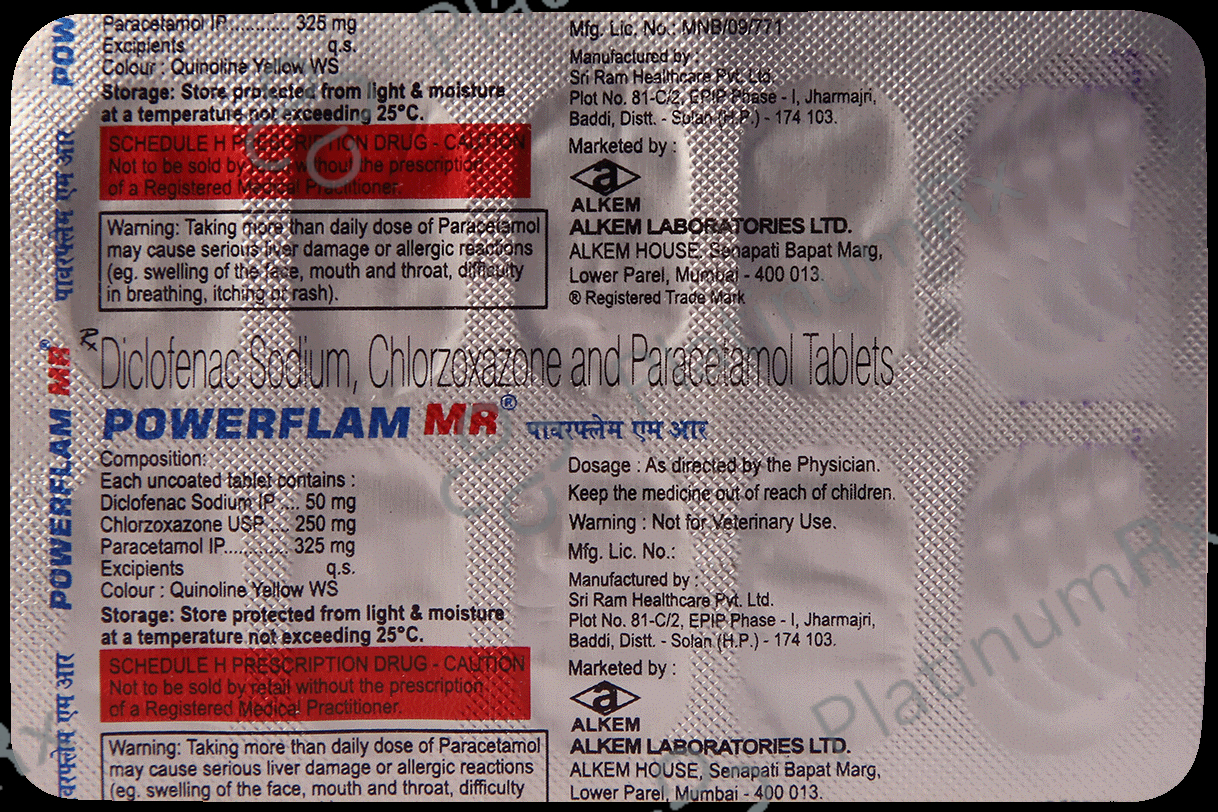 Paracetamol IP............ 325 mg
Excipients q.s.
Colour : Quinoline Yellow WS
Storage: Store protected from light & moisture
at a temperature not exceeding 25°C.
SCHEDULE H PRESCRIPTION DRUG - CAUTION
Not to be sold by retail without the prescription
of a Registered Medical Practitioner.
Warning: Taking more than daily dose of Paracetamol
may cause serious liver damage or allergic reactions
(eg. swelling of the face, mouth and throat, difficulty
in breathing, itching or rash).
Mfg. Lic. No.: MNB/09/771
Manufactured by :
Sri Ram Healthcare Pvt. Ltd.
Plot No. 81-C/2, EPIP Phase - I, Jharmajri,
Baddi, Distt. - Solan (H.P.) - 174 103.
Marketed by :
a
ALKEM
ALKEM LABORATORIES LTD.
ALKEM HOUSE, Senapati Bapat Marg,
Lower Parel, Mumbai - 400 013.
® Registered Trade Mark
Rx Diclofenac Sodium, Chlorzoxazone and Paracetamol Tablets
POWERFLAM MR® पावरफ्लेम एम आर
Composition:
Each uncoated tablet contains :
Diclofenac Sodium IP .... 50 mg
Chlorzoxazone USP .... 250 mg
Paracetamol IP............ 325 mg
Excipients q.s.
Colour : Quinoline Yellow WS
Storage: Store protected from light & moisture
at a temperature not exceeding 25°C.
SCHEDULE H PRESCRIPTION DRUG - CAUTION
Not to be sold by retail without the prescription
of a Registered Medical Practitioner.
Warning: Taking more than daily dose of Paracetamol
may cause serious liver damage or allergic reactions
(eg. swelling of the face, mouth and throat, difficulty
Dosage : As directed by the Physician.
Keep the medicine out of reach of children.
Warning : Not for Veterinary Use.
Mfg. Lic. No.:
Manufactured by :
Sri Ram Healthcare Pvt. Ltd.
Plot No. 81-C/2, EPIP Phase - I, Jharmajri,
Baddi, Distt. - Solan (H.P.) - 174 103.
Marketed by :
a
ALKEM
ALKEM LABORATORIES LTD.
ALKEM HOUSE, Senapati Bapat Marg,
Lower Parel, Mumbai - 400 013.
POW
पावरफ्लेम एम आर
POWERFLAM MR®
वरफ्लेम एम आर
PlatinumRx
PlatinumR